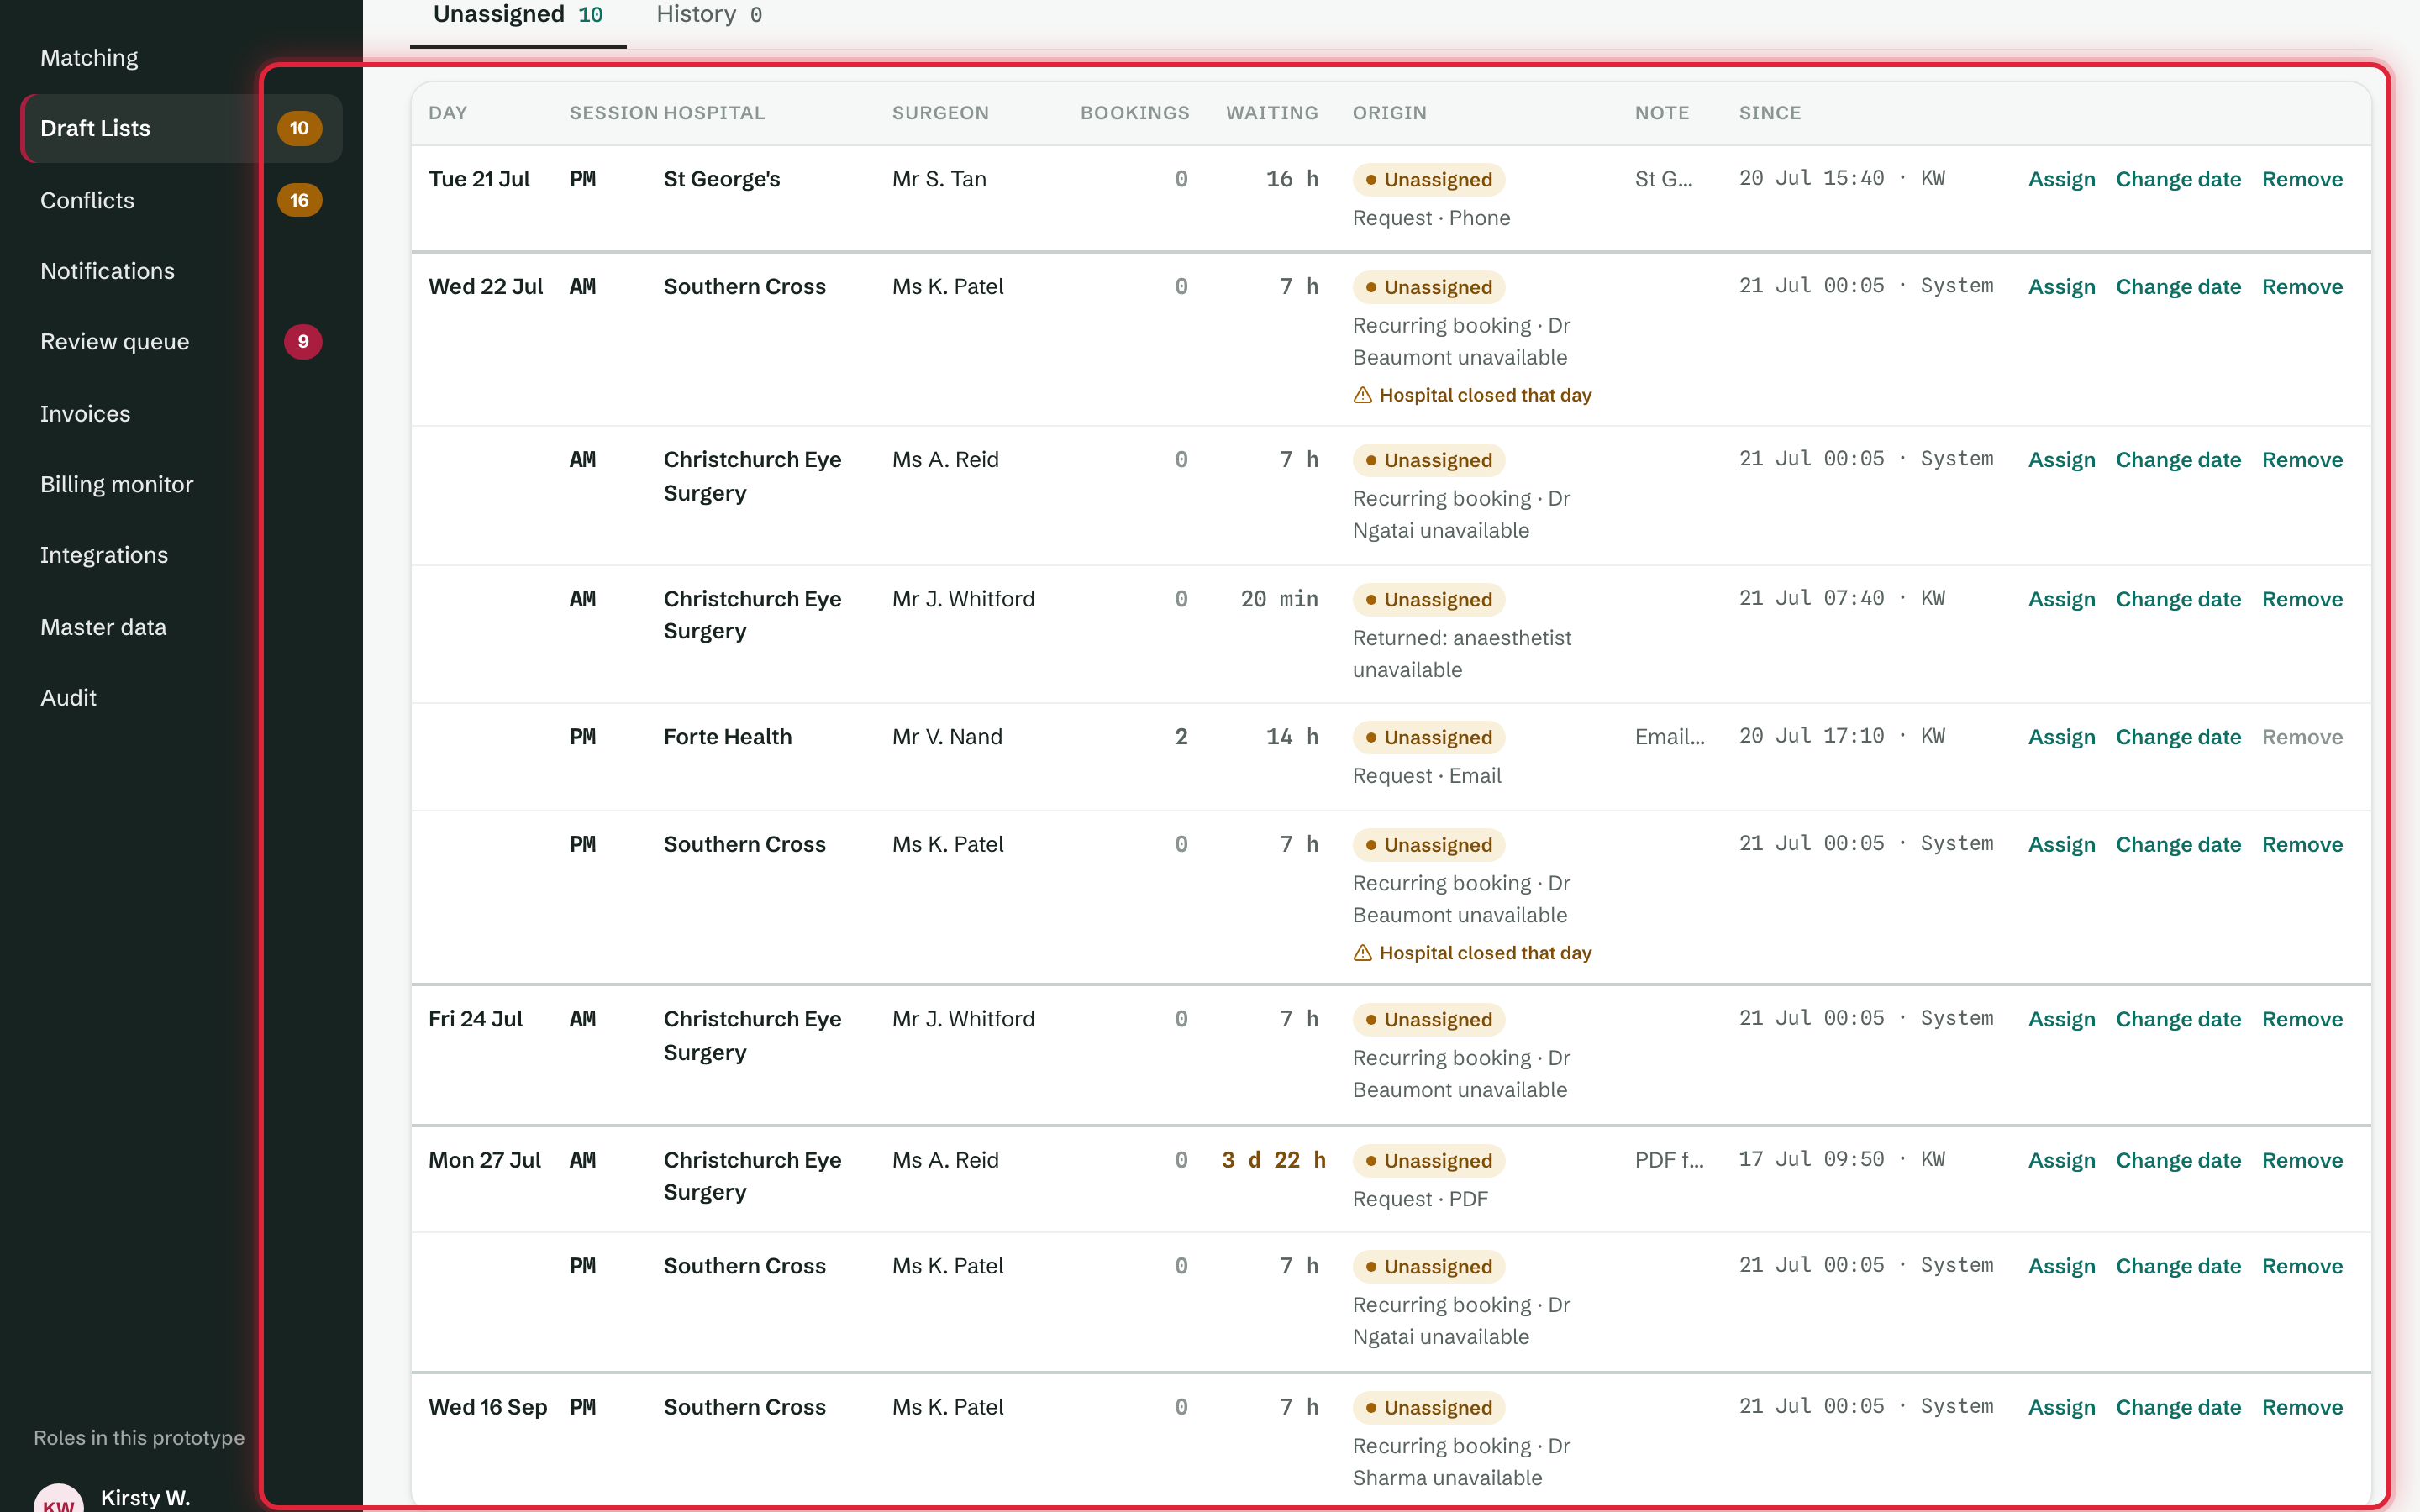 Unassigned 10 History 0
Matching
Draft Lists 10
Conflicts 16
Notifications
Review queue 9
Invoices
Billing monitor
Integrations
Master data
Audit
Roles in this prototype
KW Kirsty W.
DAY SESSION HOSPITAL SURGEON BOOKINGS WAITING ORIGIN NOTE SINCE
Tue 21 Jul PM St George's Mr S. Tan 0 16 h Unassigned St G... 20 Jul 15:40 · KW Assign Change date Remove
Request · Phone
Wed 22 Jul AM Southern Cross Ms K. Patel 0 7 h Unassigned 21 Jul 00:05 · System Assign Change date Remove
Recurring booking · Dr
Beaumont unavailable
Hospital closed that day
AM Christchurch Eye Ms A. Reid 0 7 h Unassigned 21 Jul 00:05 · System Assign Change date Remove
Surgery Recurring booking · Dr
Ngatai unavailable
AM Christchurch Eye Mr J. Whitford 0 20 min Unassigned 21 Jul 07:40 · KW Assign Change date Remove
Surgery Returned: anaesthetist
unavailable
PM Forte Health Mr V. Nand 2 14 h Unassigned Email... 20 Jul 17:10 · KW Assign Change date Remove
Request · Email
PM Southern Cross Ms K. Patel 0 7 h Unassigned 21 Jul 00:05 · System Assign Change date Remove
Recurring booking · Dr
Beaumont unavailable
Hospital closed that day
Fri 24 Jul AM Christchurch Eye Mr J. Whitford 0 7 h Unassigned 21 Jul 00:05 · System Assign Change date Remove
Surgery Recurring booking · Dr
Beaumont unavailable
Mon 27 Jul AM Christchurch Eye Ms A. Reid 0 3 d 22 h Unassigned PDF f... 17 Jul 09:50 · KW Assign Change date Remove
Surgery Request · PDF
PM Southern Cross Ms K. Patel 0 7 h Unassigned 21 Jul 00:05 · System Assign Change date Remove
Recurring booking · Dr
Ngatai unavailable
Wed 16 Sep PM Southern Cross Ms K. Patel 0 7 h Unassigned 21 Jul 00:05 · System Assign Change date Remove
Recurring booking · Dr
Sharma unavailable